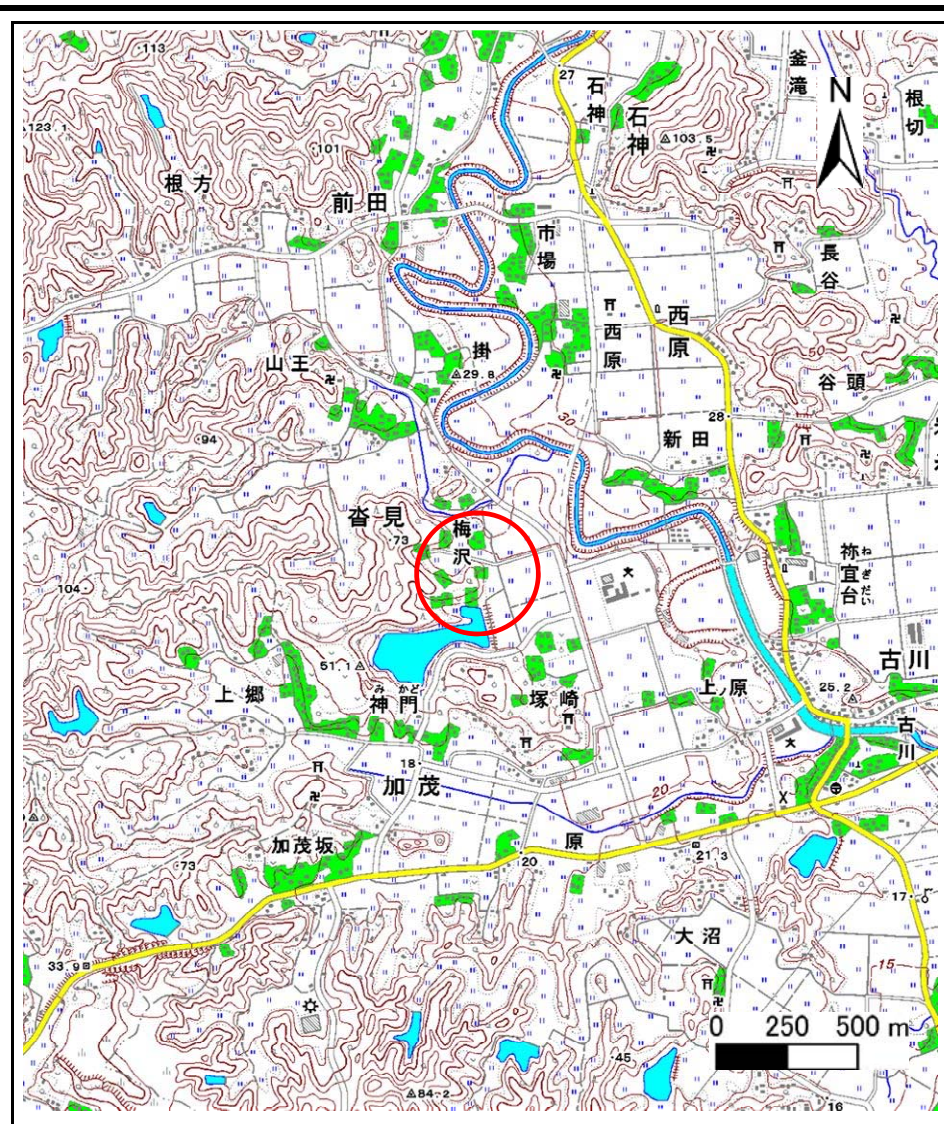 113
27
石神
石神
釜滝
根切
N
123.1
101
103.5
根方
前田
市場
長谷
西原
西原
掛
29.8
山王
50
谷頭
30
28
新田
94
沓見
73
梅沢
祢宜台
ねぎだい
104
51.1
上郷
神門
みかど
塚崎
上ノ原
25.2
古川
古川
18
加茂
20
加茂坂
原
73
20
21.3
17
大沼
33.9
15
0 250 500 m
45
84.2
16